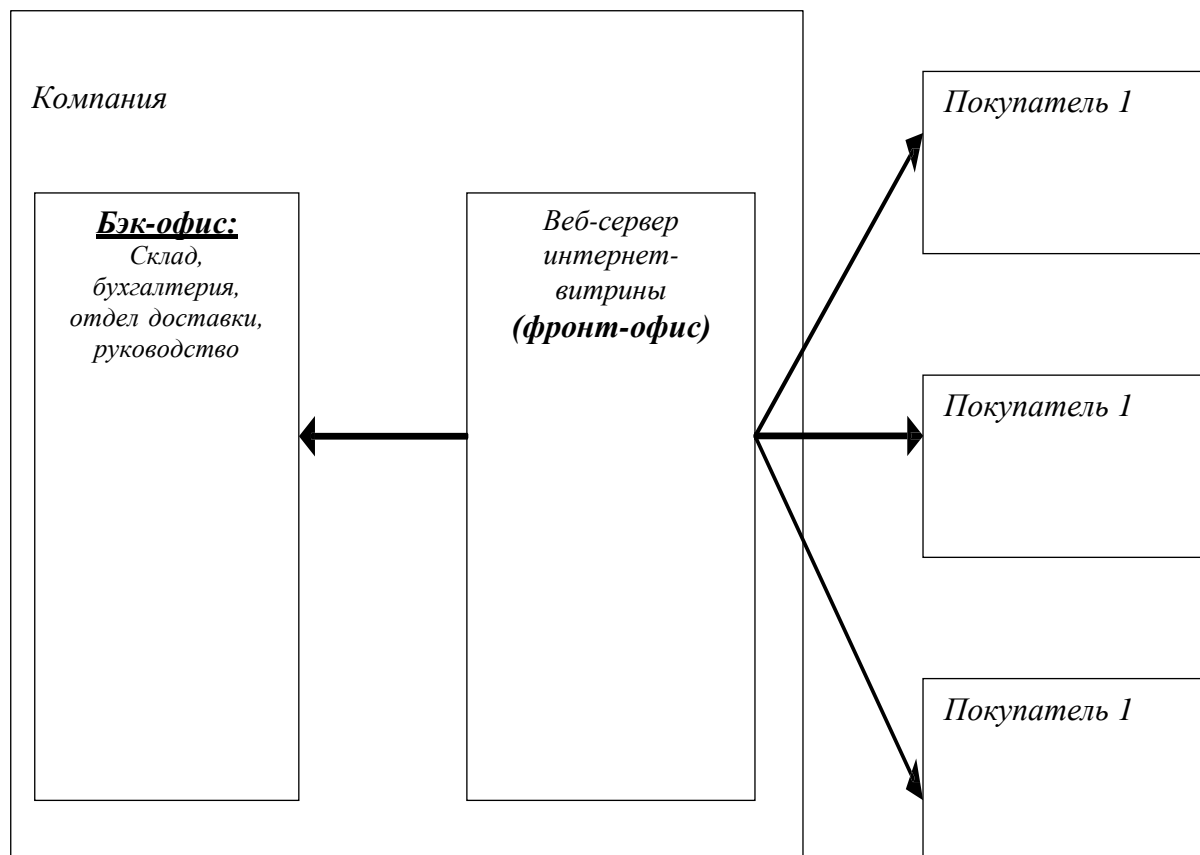 Компания
Бэк-офис:
Склад,
бухгалтерия,
отдел доставки,
руководство
Веб-сервер
интернет-
витрины
(фронт-офис)
Покупатель 1
Покупатель 1
Покупатель 1